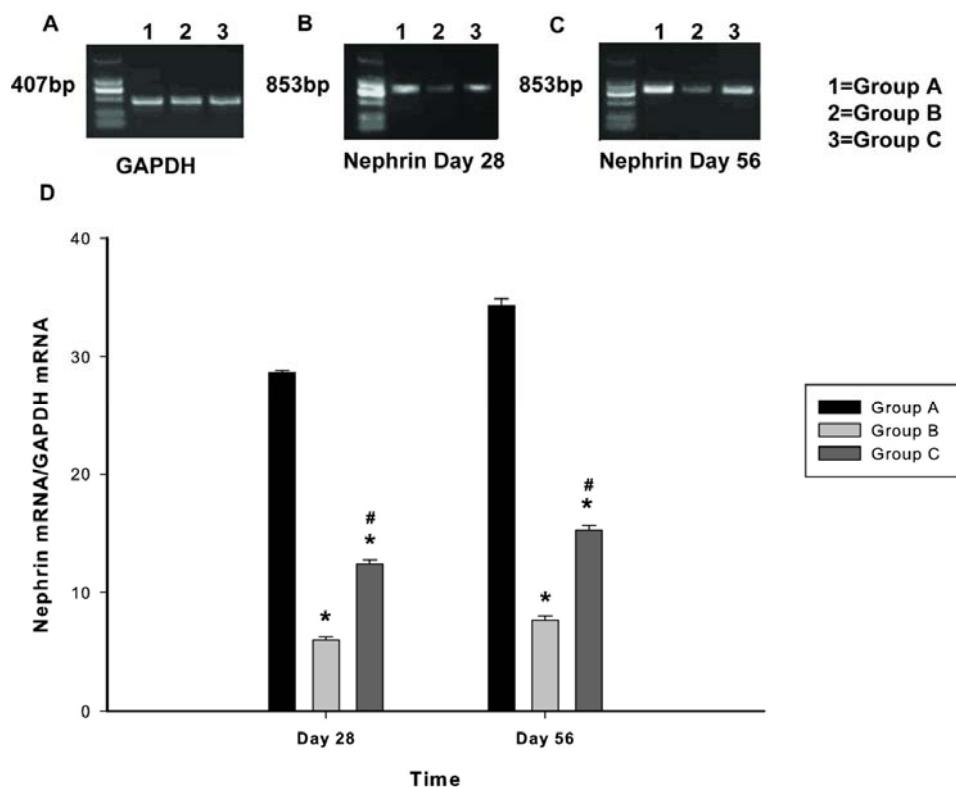 A
1 2 3
407bp
GAPDH
B
1 2 3
853bp
Nephrin Day 28
C
1 2 3
853bp
Nephrin Day 56
1=Group A
2=Group B
3=Group C
D
Nephrin mRNA/GAPDH mRNA
40
30
20
10
0
*
#
*
*
#
*
Day 28
Day 56
Time
Group A
Group B
Group C